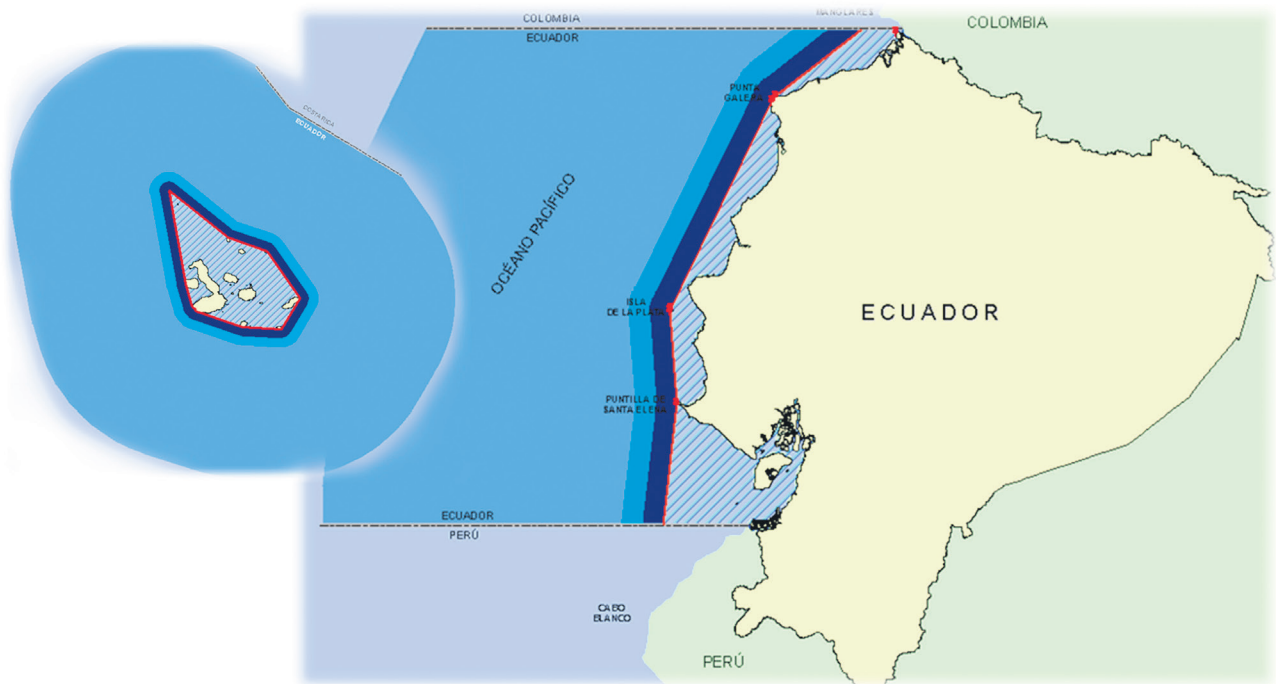 MANGLARES
COLOMBIA
COLOMBIA
ECUADOR
PUNTA
GALERA
COSTA RICA
ECUADOR
OCÉANO PACÍFICO
ISLA
DE LA PLATA
ECUADOR
PUNTILLA DE
SANTA ELENA
ECUADOR
PERÚ
CABO
BLANCO
PERÚ